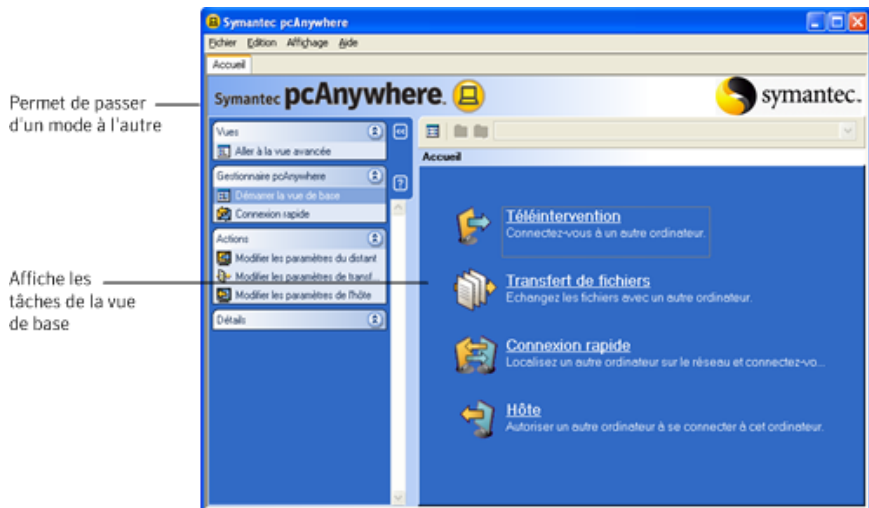 Symantec pcAnywhere
Fichier Edition Affichage Aide
Accueil
Symantec pcAnywhere.
symantec.
Permet de passer
d'un mode à l'autre
Vues
Aller à la vue avancée
Accueil
Gestionnaire pcAnywhere
Démarrer la vue de base
Connexion rapide
Actions
Modifier les paramètres du distant
Modifier les paramètres de transf...
Modifier les paramètres de l'hôte
Détails
Affiche les
tâches de la vue
de base
Téléintervention
Connectez-vous à un autre ordinateur.
Transfert de fichiers
Echangez les fichiers avec un autre ordinateur.
Connexion rapide
Localisez un autre ordinateur sur le réseau et connectez-vo...
Hôte
Autoriser un autre ordinateur à se connecter à cet ordinateur.